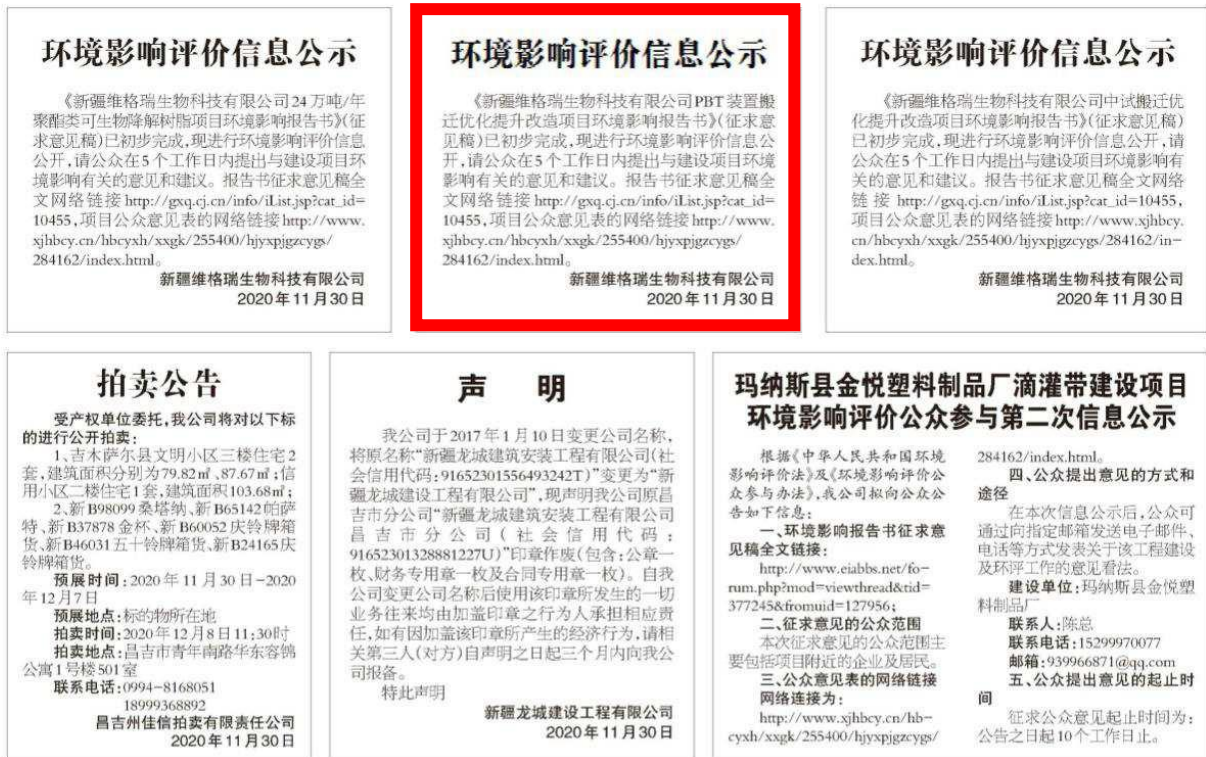 环境影响评价信息公示
《新疆维格瑞生物科技有限公司24万吨/年
聚酯类可生物降解树脂项目环境影响报告书》(征
求意见稿)已初步完成,现进行环境影响评价信息
公开,请公众在5个工作日内提出与建设项目环
境影响有关的意见和建议。报告书征求意见稿全
文网络链接http://gxq.cj.cn/info/iList.jsp?cat_id=
10455,项目公众意见表的网络链接http://www.
xjhbcy.cn/hbcyxh/xxgk/255400/hjyxpjgzcygs/
284162/index.html。
新疆维格瑞生物科技有限公司
2020年11月30日
环境影响评价信息公示
《新疆维格瑞生物科技有限公司PBT装置搬
迁优化提升改造项目环境影响报告书》(征求意
见稿)已初步完成,现进行环境影响评价信息公
开,请公众在5个工作日内提出与建设项目环境
影响有关的意见和建议。报告书征求意见稿全
文网络链接http://gxq.cj.cn/info/iList.jsp?cat_id=
10455,项目公众意见表的网络链接http://www.
xjhbcy.cn/hbcyxh/xxgk/255400/hjyxpjgzcygs/
284162/index.html。
新疆维格瑞生物科技有限公司
2020年11月30日
环境影响评价信息公示
《新疆维格瑞生物科技有限公司中试搬迁优
化提升改造项目环境影响报告书》(征求意见稿)
已初步完成,现进行环境影响评价信息公开,请
公众在5个工作日内提出与建设项目环境影响有
关的意见和建议。报告书征求意见稿全文网络
链接http://gxq.cj.cn/info/iList.jsp?cat_id=10455,
项目公众意见表的网络链接http://www.xjhbcy.
cn/hbcyxh/xxgk/255400/hjyxpjgzcygs/284162/in-
dex.html。
新疆维格瑞生物科技有限公司
2020年11月30日
拍卖公告
受产权单位委托,我公司将对以下标
的进行公开拍卖:
1、吉木萨尔县文明小区三楼住宅2
套,建筑面积分别为79.82㎡、87.67㎡;信
用小区二楼住宅1套,建筑面积103.68㎡;
2、新B98099桑塔纳、新B65142帕萨
特、新B37878金杯、新B60052庆铃牌箱
货、新B46031五十铃牌箱货、新B24165庆
铃牌箱货。
预展时间:2020年11月30日-2020
年12月7日
预展地点:标的物所在地
拍卖时间:2020年12月8日11:30时
拍卖地点:昌吉市青年南路华东容锦
公寓1号楼501室
联系电话:0994-8168051
18999368892
昌吉州佳信拍卖有限责任公司
2020年11月30日
声 明
我公司于2017年1月10日变更公司名称,
将原名称“新疆龙城建筑安装工程有限公司(社
会信用代码:91652301556493242T)”变更为“新
疆龙城建设工程有限公司”,现声明我公司原昌
吉市分公司“新疆龙城建筑安装工程有限公司
昌吉市分公司(社会信用代码:
91652301328881227U)”印章作废(包含:公章一
枚、财务专用章一枚及合同专用章一枚)。自我
公司变更公司名称后使用该印章所发生的一切
业务往来均由加盖印章之行为人承担相应责
任,如有因加盖该印章所产生的经济行为,请相
关第三人(对方)自声明之日起三个月内向我公
司报备。
特此声明
新疆龙城建设工程有限公司
2020年11月30日
玛纳斯县金悦塑料制品厂滴灌带建设项目
环境影响评价公众参与第二次信息公示
根据《中华人民共和国环境
影响评价法》及《环境影响评价公
众参与办法》,我公司拟向公众公
告如下信息:
一、环境影响报告书征求意
见稿全文链接:
http://www.eiabbs.net/fo-
rum.php?mod=viewthread&tid=
377245&fromuid=127956;
二、征求意见的公众范围
本次征求意见的公众范围主
要包括项目附近的企业及居民。
三、公众意见表的网络链接
网络连接为:
http://www.xjhbcy.cn/hb-
cyxh/xxgk/255400/hjyxpjgzcygs/
284162/index.html。
四、公众提出意见的方式和
途径
在本次信息公示后,公众可
通过向指定邮箱发送电子邮件、
电话等方式发表关于该工程建设
及环评工作的意见看法。
建设单位:玛纳斯县金悦塑
料制品厂
联系人:陈总
联系电话:15299970077
邮箱:939966871@qq.com
五、公众提出意见的起止时
间
征求公众意见起止时间为:
公告之日起10个工作日止。